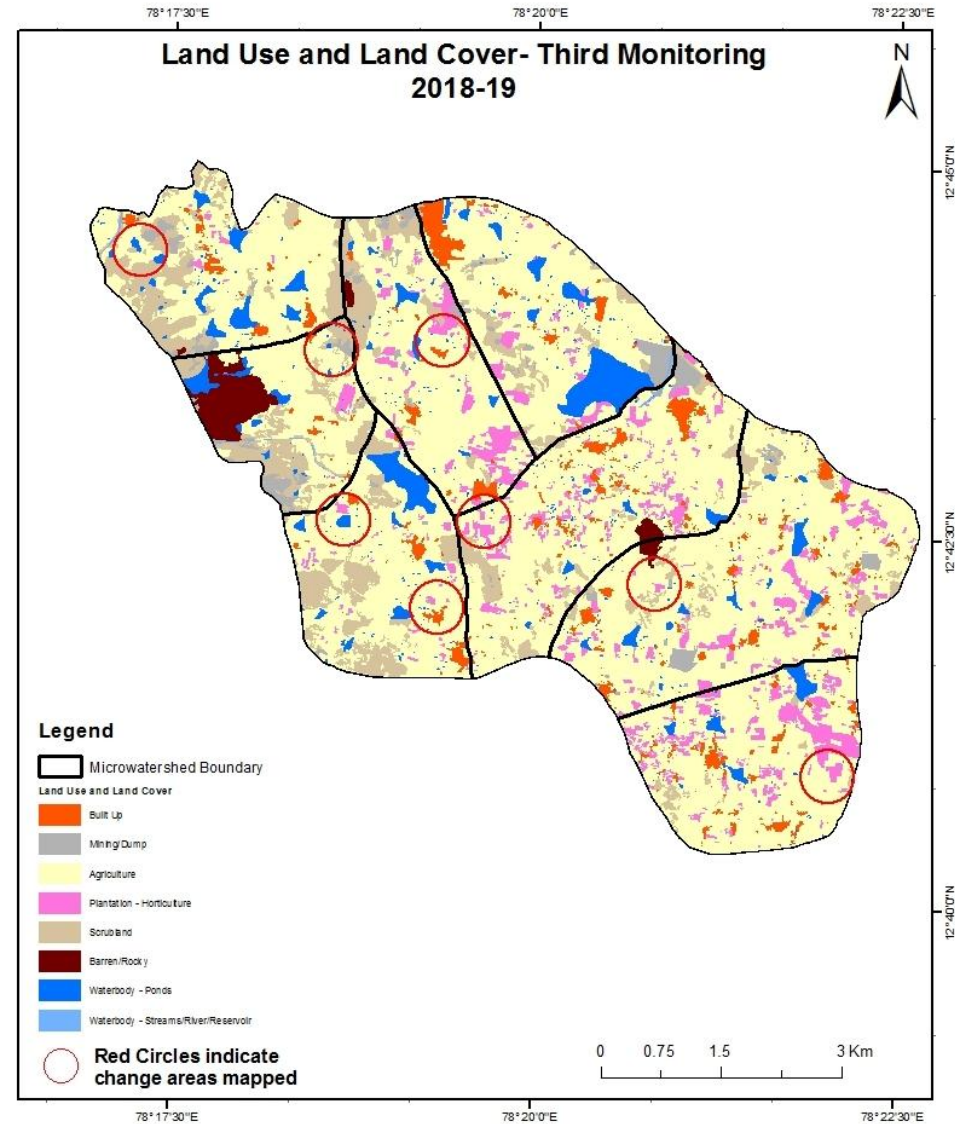 78°17'30"E
78°20'0"E
78°22'30"E
Land Use and Land Cover- Third Monitoring
2018-19
N
12°45'0"N
12°42'30"N
12°40'0"N
Legend
Microwatershed Boundary
Land Use and Land Cover
Built Up
Mining/Dump
Agriculture
Plantation - Horticulture
Scrubland
Barren/Rocky
Waterbody - Ponds
Waterbody - Streams/River/Reservoir
Red Circles indicate
change areas mapped
0 0.75 1.5 3 Km
78°17'30"E
78°20'0"E
78°22'30"E